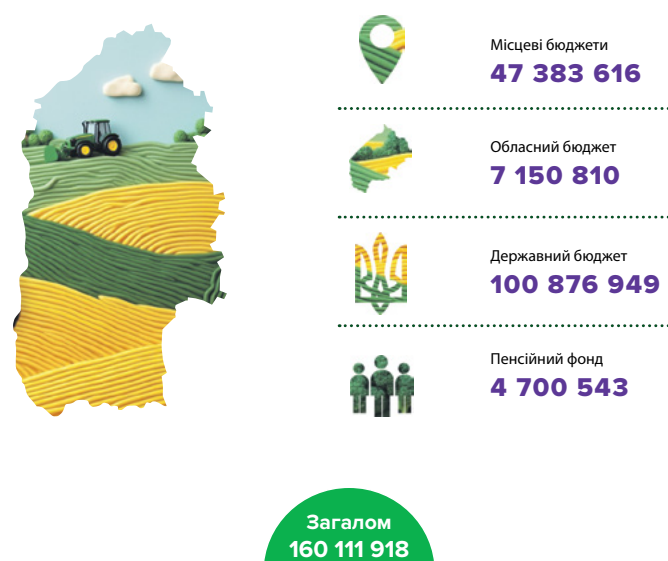 Місцеві бюджети
47 383 616
Обласний бюджет
7 150 810
Державний бюджет
100 876 949
Пенсійний фонд
4 700 543
Загалом
160 111 918